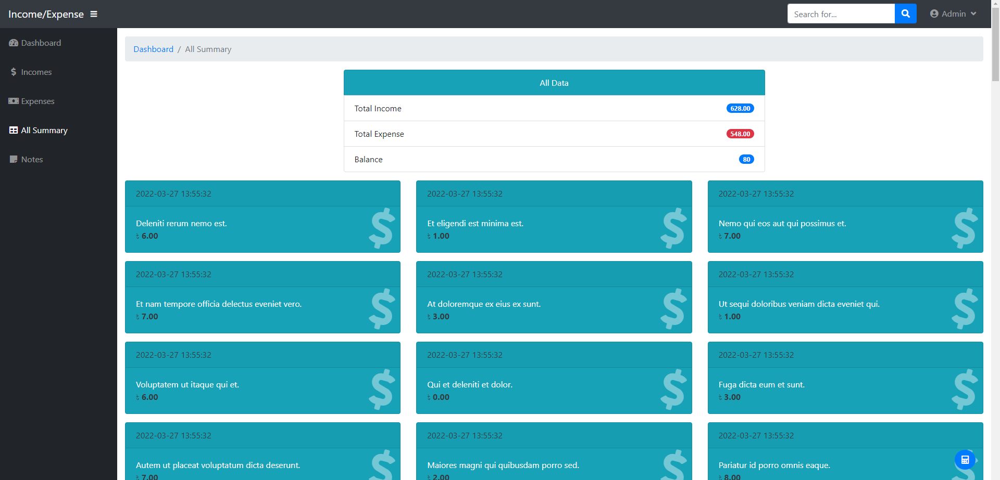 Income/Expense
Search for...
Admin
Dashboard
Incomes
Expenses
All Summary
Notes
Dashboard / All Summary
All Data
Total Income 628.00
Total Expense 548.00
Balance 80
2022-03-27 13:55:32
Deleniti rerum nemo est.
৳ 6.00
2022-03-27 13:55:32
Et eligendi est minima est.
৳ 1.00
2022-03-27 13:55:32
Nemo qui eos aut qui possimus et.
৳ 7.00
2022-03-27 13:55:32
Et nam tempore officia delectus eveniet vero.
৳ 7.00
2022-03-27 13:55:32
At doloremque ex eius ex sunt.
৳ 3.00
2022-03-27 13:55:32
Ut sequi doloribus veniam dicta eveniet qui.
৳ 1.00
2022-03-27 13:55:32
Voluptatem ut itaque qui et.
৳ 6.00
2022-03-27 13:55:32
Qui et deleniti et dolor.
৳ 0.00
2022-03-27 13:55:32
Fuga dicta eum et sunt.
৳ 3.00
2022-03-27 13:55:32
Autem ut placeat voluptatum dicta deserunt.
৳ 7.00
2022-03-27 13:55:32
Maiores magni qui quibusdam porro sed.
৳ 2.00
2022-03-27 13:55:32
Pariatur id porro omnis eaque.
৳ 8.00